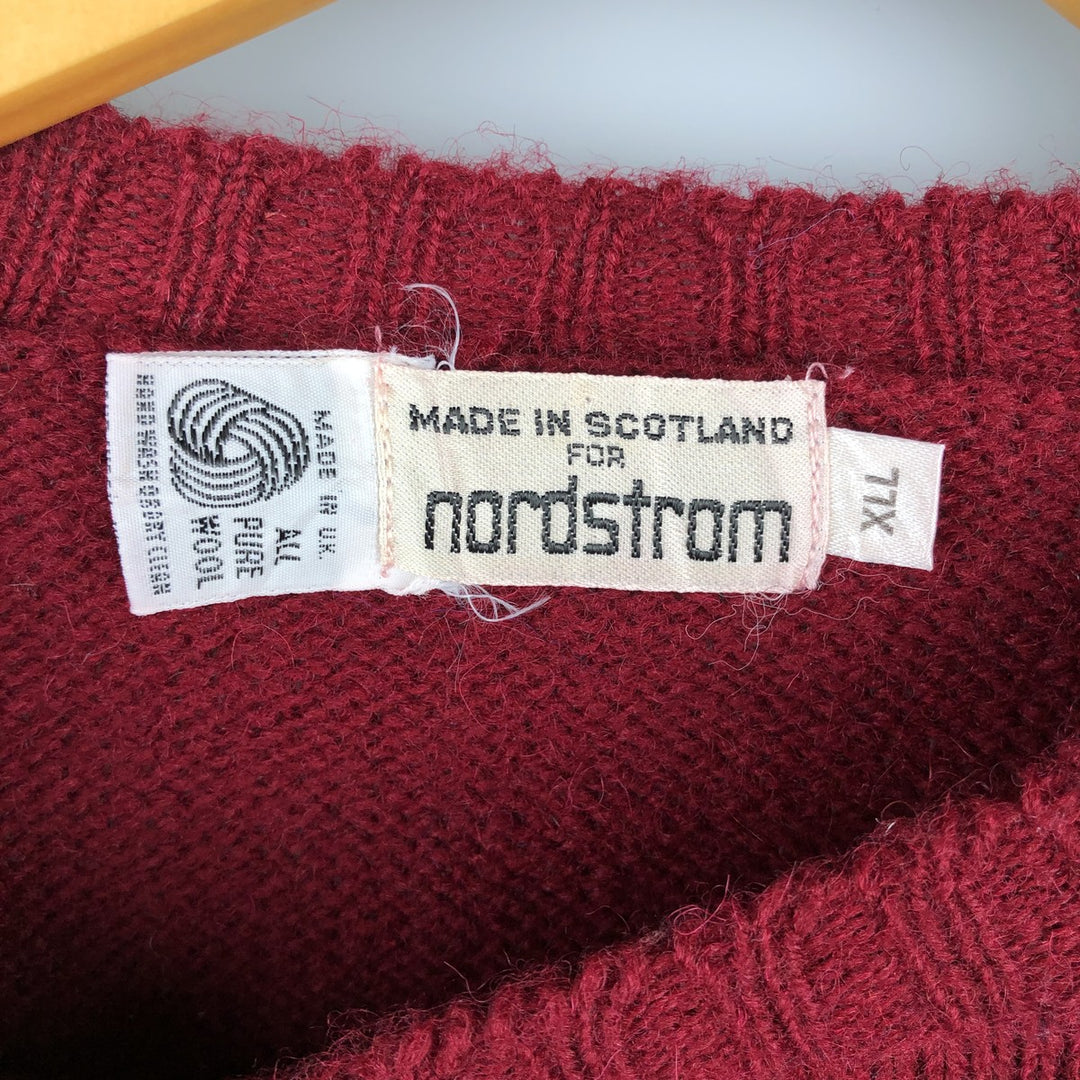 MADE IN U.K.
ALL
PURE
WOOL
HAND WASH OR DRY CLEAN
MADE IN SCOTLAND
FOR
nordstrom
XLL